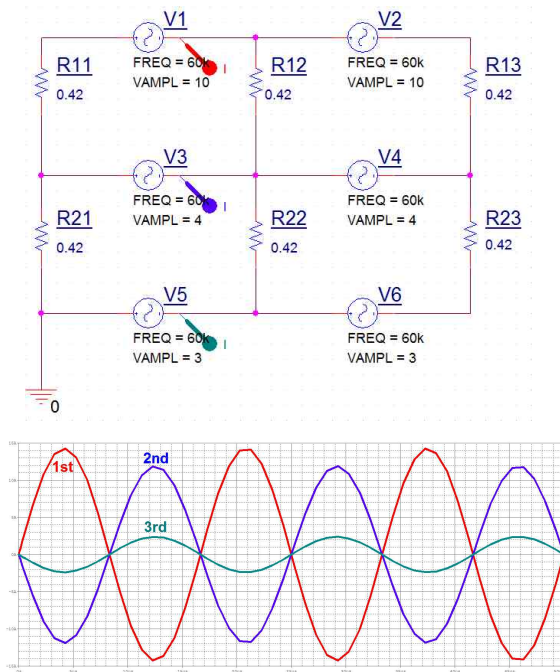 V1
V2
R11
0.42
FREQ = 60k
VAMPL = 10
I
R12
0.42
FREQ = 60k
VAMPL = 10
R13
0.42
V3
V4
R21
0.42
FREQ = 60k
VAMPL = 4
I
R22
0.42
FREQ = 60k
VAMPL = 4
R23
0.42
V5
V6
FREQ = 60k
VAMPL = 3
I
FREQ = 60k
VAMPL = 3
0
1st
2nd
3rd